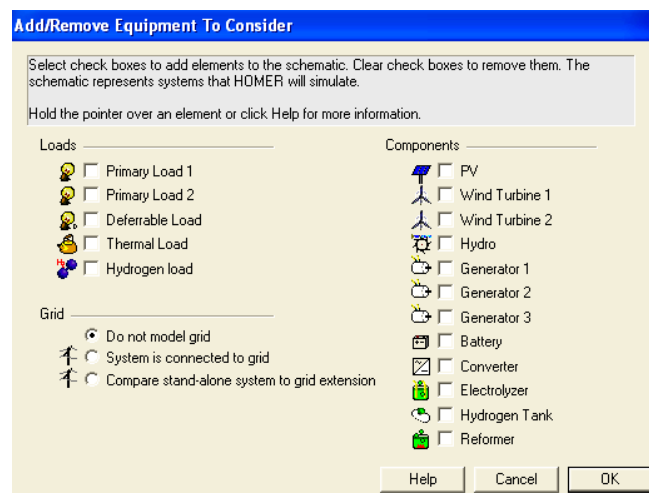 Add/Remove Equipment To Consider
Select check boxes to add elements to the schematic. Clear check boxes to remove them. The
schematic represents systems that HOMER will simulate.
Hold the pointer over an element or click Help for more information.
Loads
Primary Load 1
Primary Load 2
Deferrable Load
Thermal Load
Hydrogen load
Grid
Do not model grid
System is connected to grid
Compare stand-alone system to grid extension
Components
PV
Wind Turbine 1
Wind Turbine 2
Hydro
Generator 1
Generator 2
Generator 3
Battery
Converter
Electrolyzer
Hydrogen Tank
Reformer
Help Cancel OK